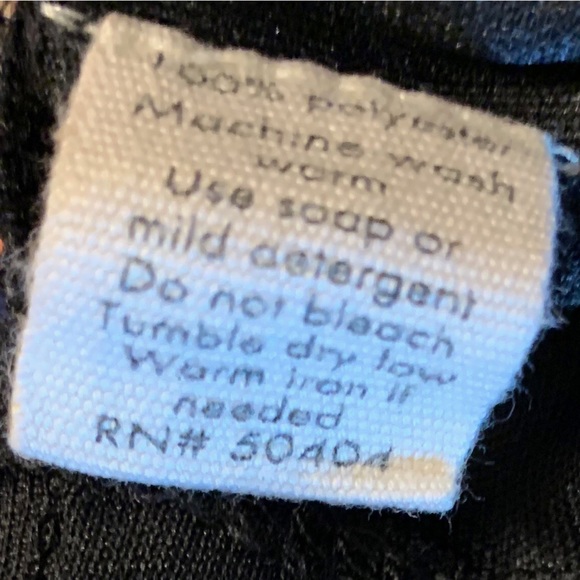 100% polyester
Machine wash
warm
Use soap or
mild detergent
Do not bleach
Tumble dry low
Warm iron if
needed
RN# 50404